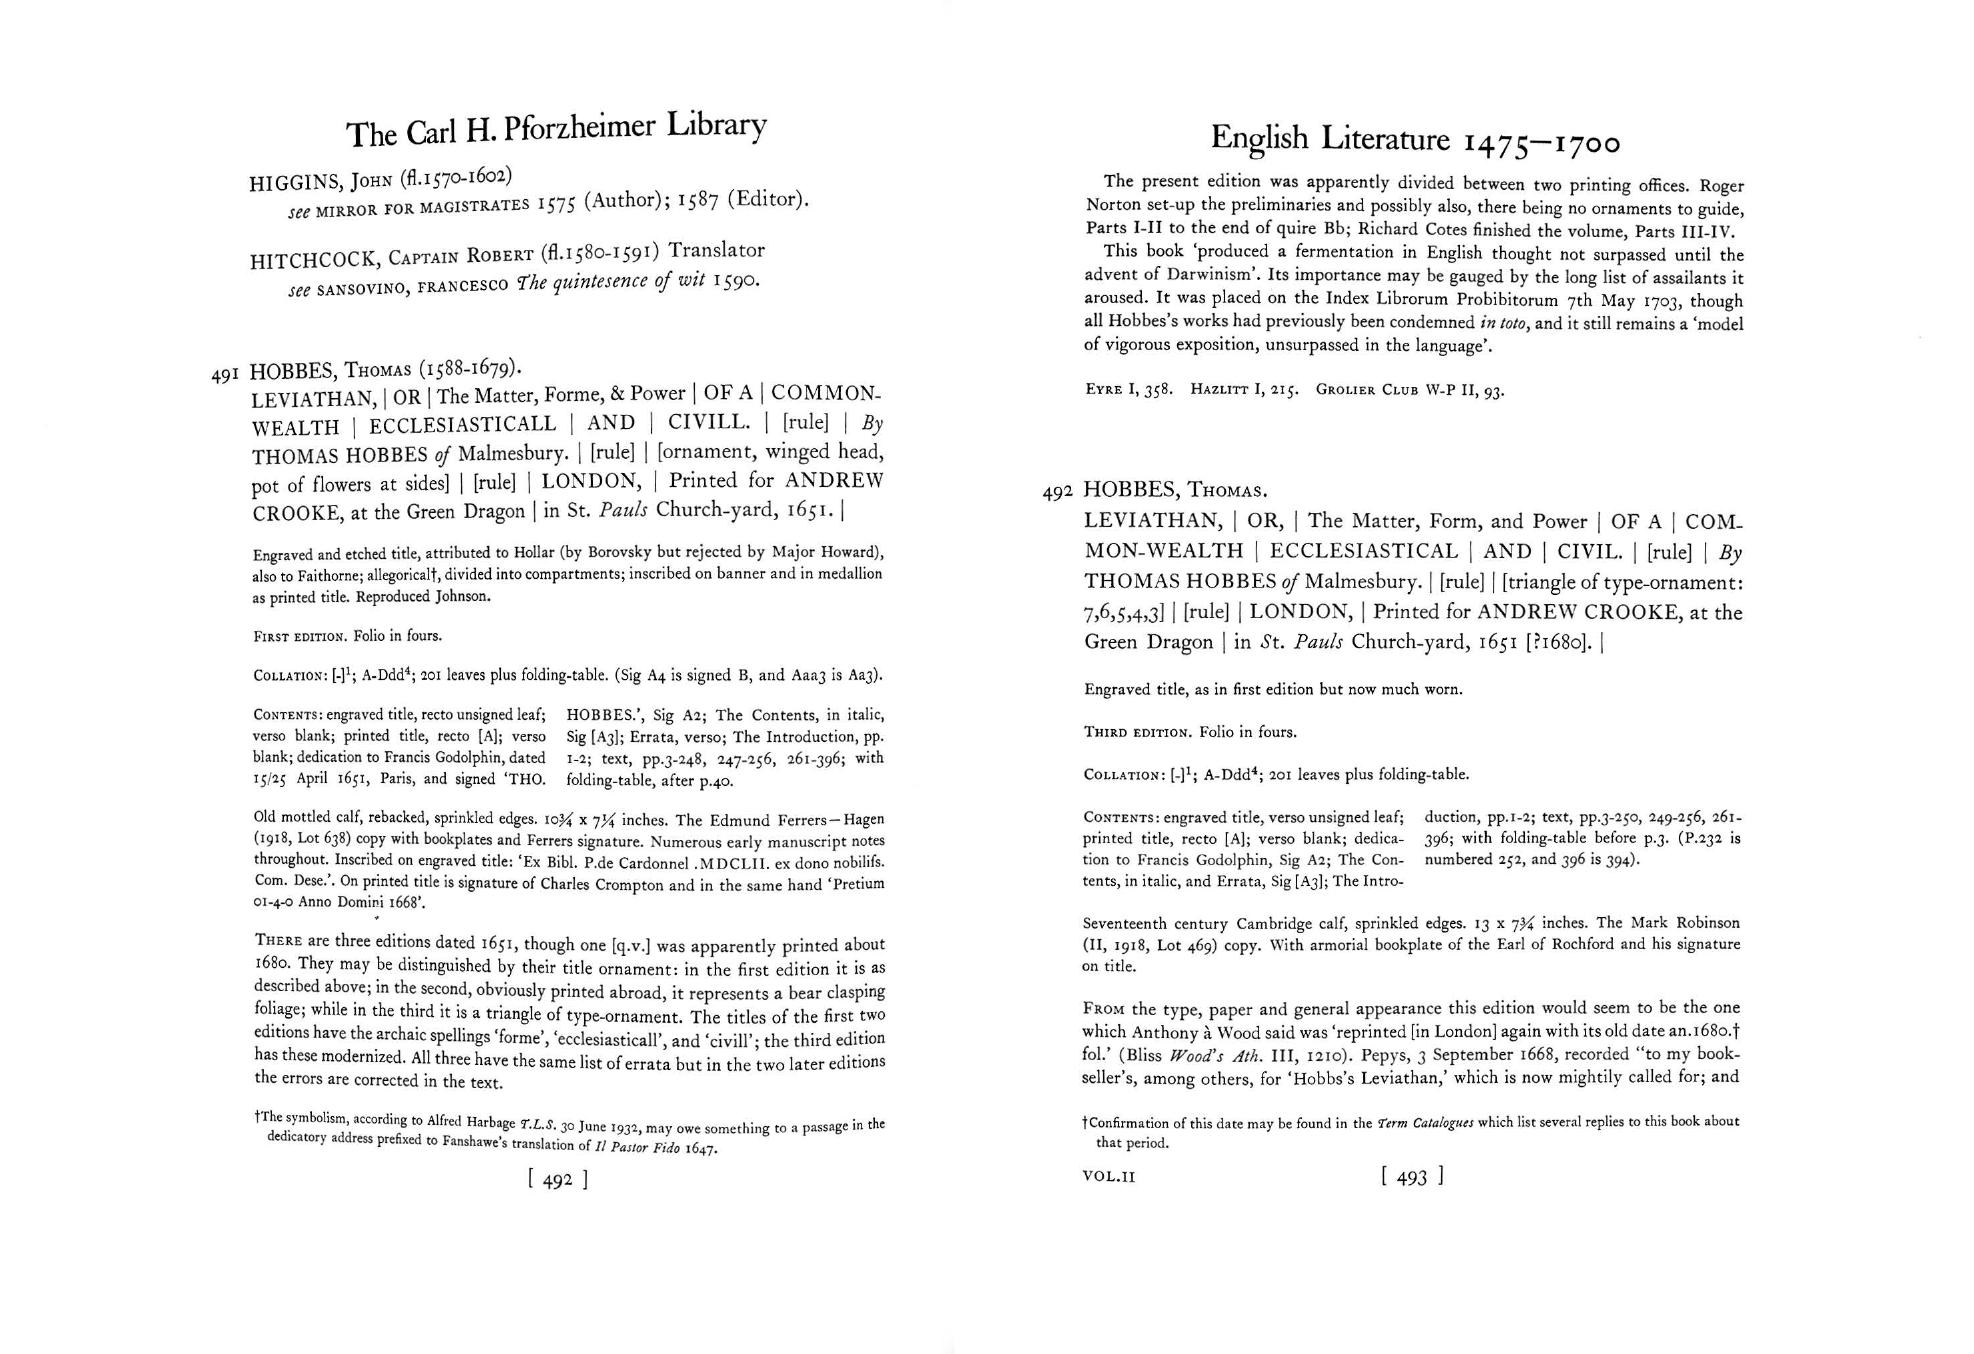 The Carl H. Pforzheimer Library
HIGGINS, John (fl.1570-1602)
see MIRROR FOR MAGISTRATES 1575 (Author); 1587 (Editor).
HITCHCOCK, Captain Robert (fl.1580-1591) Translator
see SANSOVINO, FRANCESCO The quintesence of wit 1590.
491 HOBBES, Thomas (1588-1679).
LEVIATHAN, | OR | The Matter, Forme, & Power | OF A | COMMON-
WEALTH | ECCLESIASTICALL | AND | CIVILL. | [rule] | By
THOMAS HOBBES of Malmesbury. | [rule] | [ornament, winged head,
pot of flowers at sides] | [rule] | LONDON, | Printed for ANDREW
CROOKE, at the Green Dragon | in St. Pauls Church-yard, 1651. |
Engraved and etched title, attributed to Hollar (by Borovsky but rejected by Major Howard),
also to Faithorne; allegorical†, divided into compartments; inscribed on banner and in medallion
as printed title. Reproduced Johnson.
First edition. Folio in fours.
Collation: [-]¹; A-Ddd⁴; 201 leaves plus folding-table. (Sig A4 is signed B, and Aaa3 is Aa3).
Contents: engraved title, recto unsigned leaf;
verso blank; printed title, recto [A]; verso
blank; dedication to Francis Godolphin, dated
15/25 April 1651, Paris, and signed ‘THO.
HOBBES.’, Sig A2; The Contents, in italic,
Sig [A3]; Errata, verso; The Introduction, pp.
1-2; text, pp.3-248, 247-256, 261-396; with
folding-table, after p.40.
Old mottled calf, rebacked, sprinkled edges. 10¾ x 7¼ inches. The Edmund Ferrers—Hagen
(1918, Lot 638) copy with bookplates and Ferrers signature. Numerous early manuscript notes
throughout. Inscribed on engraved title: ‘Ex Bibl. P.de Cardonnel .MDCLII. ex dono nobilifs.
Com. Dese.’. On printed title is signature of Charles Crompton and in the same hand ‘Pretium
01-4-0 Anno Domini 1668’.
There are three editions dated 1651, though one [q.v.] was apparently printed about
1680. They may be distinguished by their title ornament: in the first edition it is as
described above; in the second, obviously printed abroad, it represents a bear clasping
foliage; while in the third it is a triangle of type-ornament. The titles of the first two
editions have the archaic spellings ‘forme’, ‘ecclesiasticall’, and ‘civill’; the third edition
has these modernized. All three have the same list of errata but in the two later editions
the errors are corrected in the text.
†The symbolism, according to Alfred Harbage T.L.S. 30 June 1932, may owe something to a passage in the
dedicatory address prefixed to Fanshawe's translation of Il Pastor Fido 1647.
[ 492 ]
English Literature 1475—1700
The present edition was apparently divided between two printing offices. Roger
Norton set-up the preliminaries and possibly also, there being no ornaments to guide,
Parts I-II to the end of quire Bb; Richard Cotes finished the volume, Parts III-IV.
This book ‘produced a fermentation in English thought not surpassed until the
advent of Darwinism’. Its importance may be gauged by the long list of assailants it
aroused. It was placed on the Index Librorum Probibitorum 7th May 1703, though
all Hobbes's works had previously been condemned in toto, and it still remains a ‘model
of vigorous exposition, unsurpassed in the language’.
Eyre I, 358. Hazlitt I, 215. Grolier Club W-P II, 93.
492 HOBBES, Thomas.
LEVIATHAN, | OR, | The Matter, Form, and Power | OF A | COM-
MON-WEALTH | ECCLESIASTICAL | AND | CIVIL. | [rule] | By
THOMAS HOBBES of Malmesbury. | [rule] | [triangle of type-ornament:
7,6,5,4,3] | [rule] | LONDON, | Printed for ANDREW CROOKE, at the
Green Dragon | in St. Pauls Church-yard, 1651 [?1680]. |
Engraved title, as in first edition but now much worn.
Third edition. Folio in fours.
Collation: [-]¹; A-Ddd⁴; 201 leaves plus folding-table.
Contents: engraved title, verso unsigned leaf;
printed title, recto [A]; verso blank; dedica-
tion to Francis Godolphin, Sig A2; The Con-
tents, in italic, and Errata, Sig [A3]; The Intro-
duction, pp.1-2; text, pp.3-250, 249-256, 261-
396; with folding-table before p.3. (P.232 is
numbered 252, and 396 is 394).
Seventeenth century Cambridge calf, sprinkled edges. 13 x 7¾ inches. The Mark Robinson
(II, 1918, Lot 469) copy. With armorial bookplate of the Earl of Rochford and his signature
on title.
From the type, paper and general appearance this edition would seem to be the one
which Anthony à Wood said was ‘reprinted [in London] again with its old date an.1680.†
fol.’ (Bliss Wood's Ath. III, 1210). Pepys, 3 September 1668, recorded “to my book-
seller's, among others, for ‘Hobbs's Leviathan,’ which is now mightily called for; and
†Confirmation of this date may be found in the Term Catalogues which list several replies to this book about
that period.
VOL.II
[ 493 ]